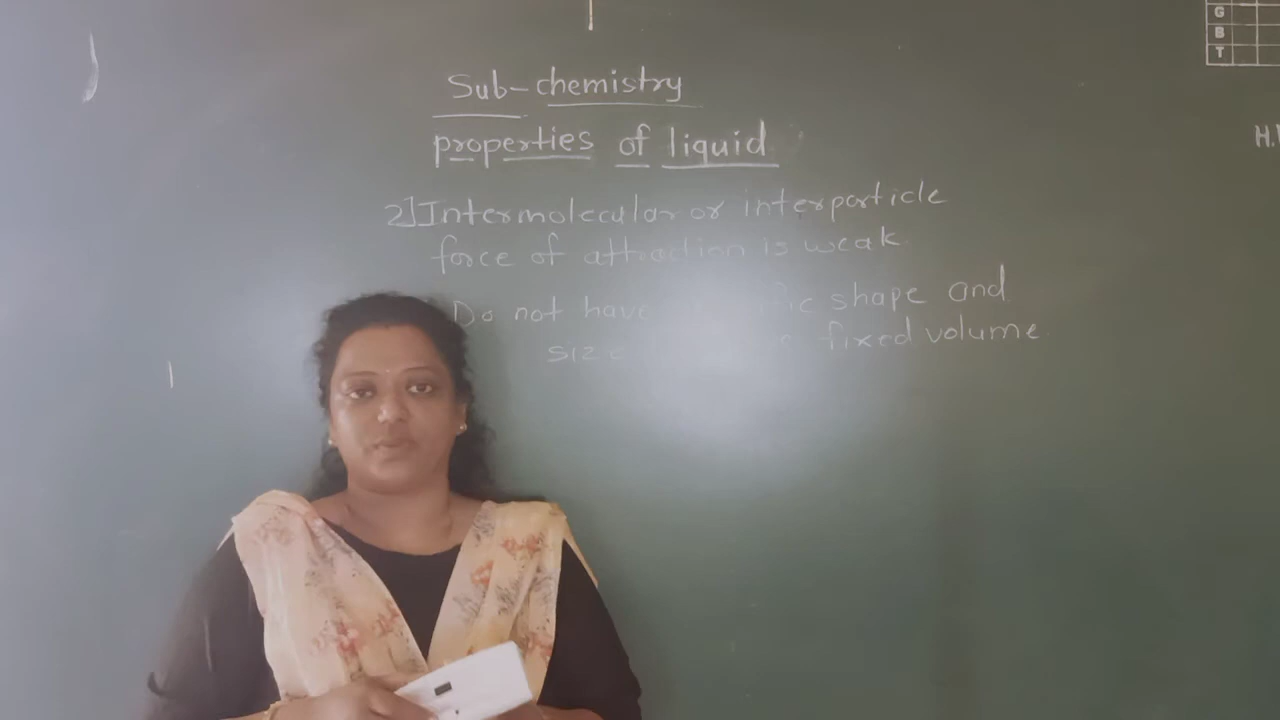 G
B
T
Sub-chemistry
H.
properties of liquid
2] Intermolecular or interparticle
force of attraction is weak.
Do not have shape and
size fixed volume